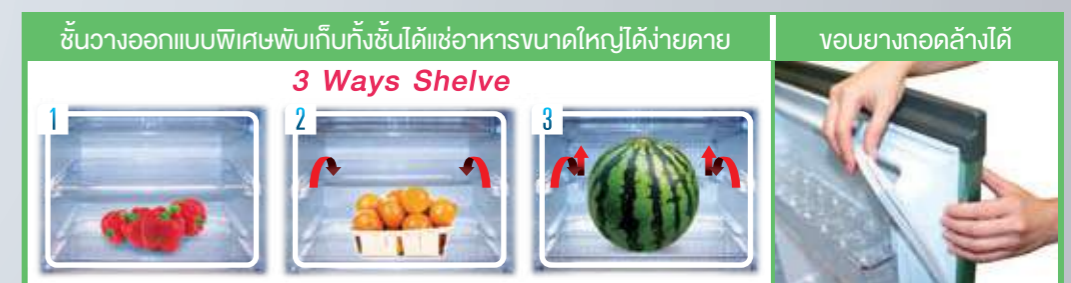 ชั้นวางออกแบบพิเศษพับเก็บทั้งชั้นได้แช่อาหารขนาดใหญ่ได้ง่ายดาย
ขอบยางถอดล้างได้
3 Ways Shelve
1
2
3